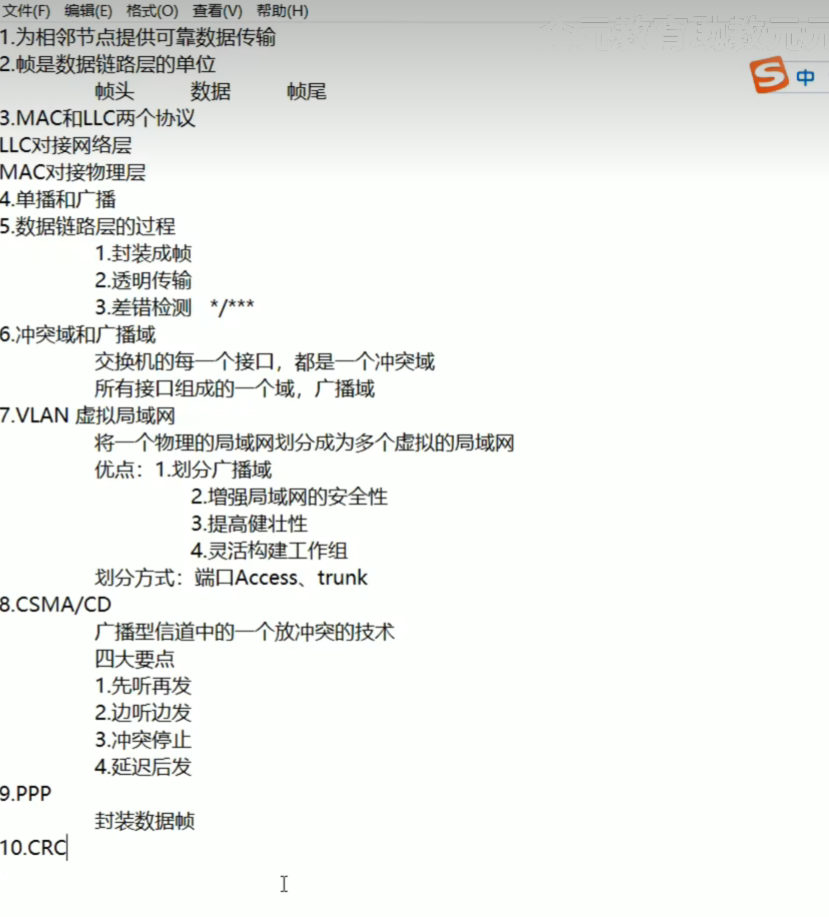 文件(F) 编辑(E) 格式(O) 查看(V) 帮助(H)
1.为相邻节点提供可靠数据传输
2.帧是数据链路层的单位
中
帧头 数据 帧尾
3.MAC和LLC两个协议
LLC对接网络层
MAC对接物理层
4.单播和广播
5.数据链路层的过程
1.封装成帧
2.透明传输
3.差错检测 */***
6.冲突域和广播域
交换机的每一个接口，都是一个冲突域
所有接口组成的一个域，广播域
7.VLAN 虚拟局域网
将一个物理的局域网划分成为多个虚拟的局域网
优点：1.划分广播域
2.增强局域网的安全性
3.提高健壮性
4.灵活构建工作组
划分方式：端口Access、trunk
8.CSMA/CD
广播型信道中的一个放冲突的技术
四大要点
1.先听再发
2.边听边发
3.冲突停止
4.延迟后发
9.PPP
封装数据帧
10.CRC